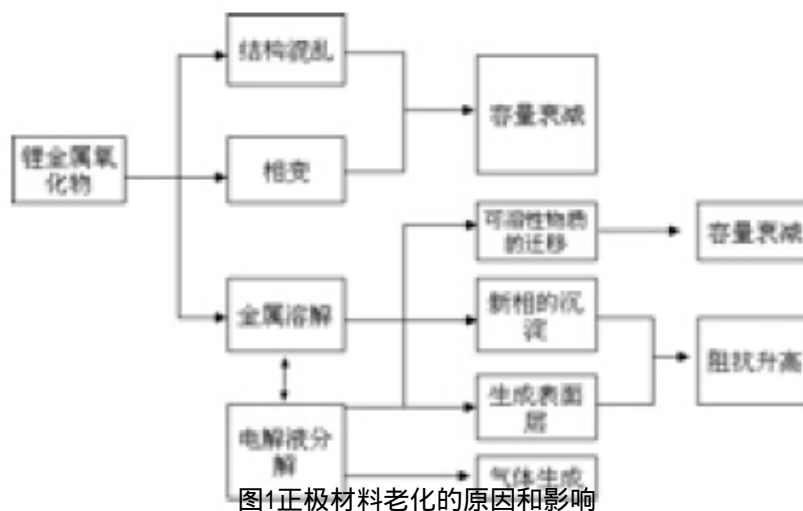 结构混乱
容量衰减
锂金属氧
化物
相变
可溶性物质
的迁移
容量衰减
金属溶解
新相的沉
淀
阻抗升高
生成表面
层
电解液分
解
气体生成
图1正极材料老化的原因和影响